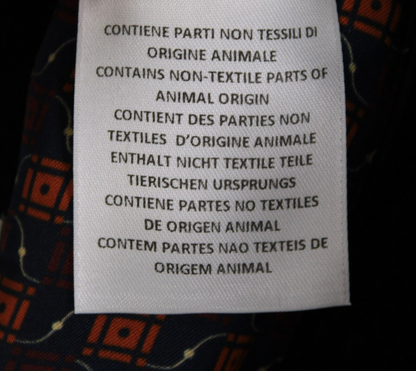 CONTIENE PARTI NON TESSILI DI
ORIGINE ANIMALE
CONTAINS NON-TEXTILE PARTS OF
ANIMAL ORIGIN
CONTIENT DES PARTIES NON
TEXTILES D'ORIGINE ANIMALE
ENTHALT NICHT TEXTILE TEILE
TIERISCHEN URSPRUNGS
CONTIENE PARTES NO TEXTILES
DE ORIGEN ANIMAL
CONTEM PARTES NAO TEXTEIS DE
ORIGEM ANIMAL